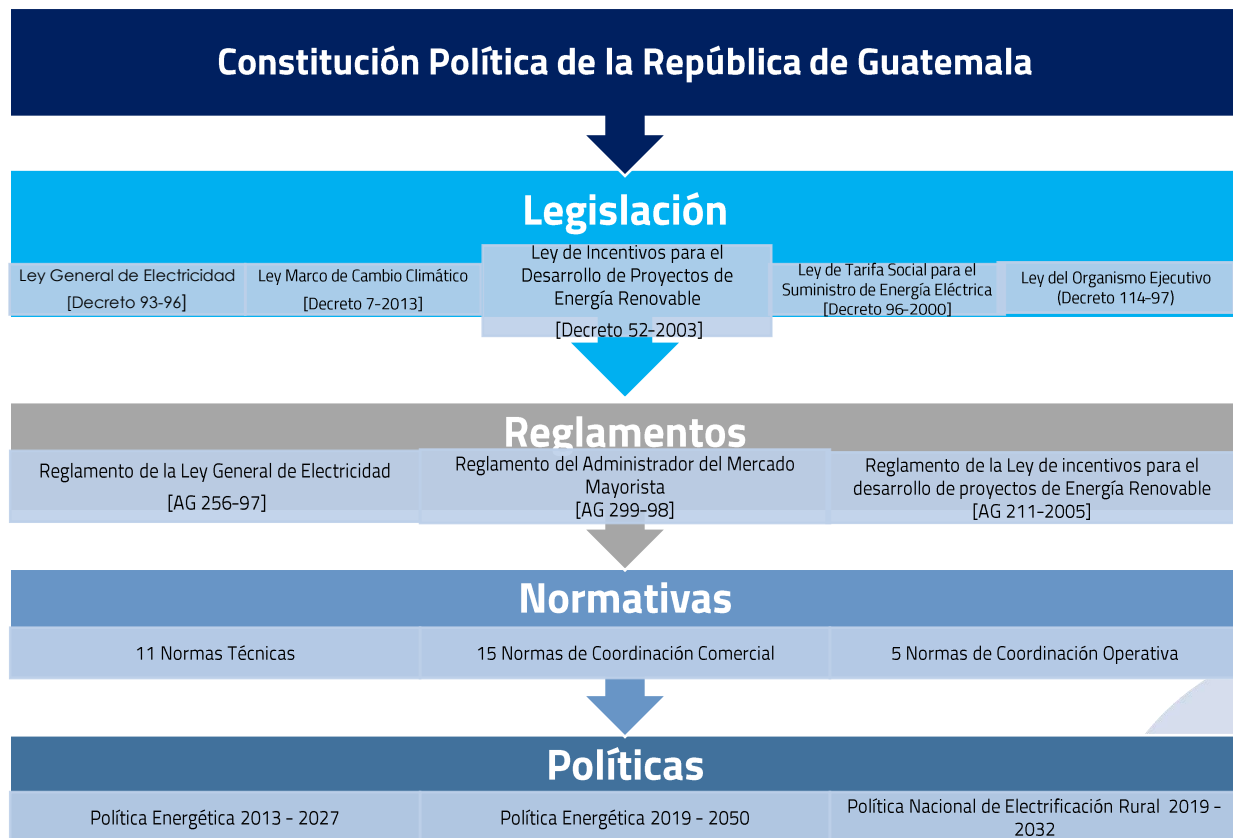 Constitución Política de la República de Guatemala
Legislación
Ley General de Electricidad
[Decreto 93-96]
Ley Marco de Cambio Climático
[Decreto 7-2013]
Ley de Incentivos para el
Desarrollo de Proyectos de
Energía Renovable
[Decreto 52-2003]
Ley de Tarifa Social para el
Suministro de Energía Eléctrica
[Decreto 96-2000]
Ley del Organismo Ejecutivo
(Decreto 114-97)
Reglamentos
Reglamento de la Ley General de Electricidad
[AG 256-97]
Reglamento del Administrador del Mercado
Mayorista
[AG 299-98]
Reglamento de la Ley de incentivos para el
desarrollo de proyectos de Energía Renovable
[AG 211-2005]
Normativas
11 Normas Técnicas
15 Normas de Coordinación Comercial
5 Normas de Coordinación Operativa
Políticas
Política Energética 2013 - 2027
Política Energética 2019 - 2050
Política Nacional de Electrificación Rural 2019 -
2032